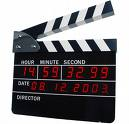 HOUR MINUTE SECOND
14 59 32 99
DATE 08.12.2003.
DIRECTOR